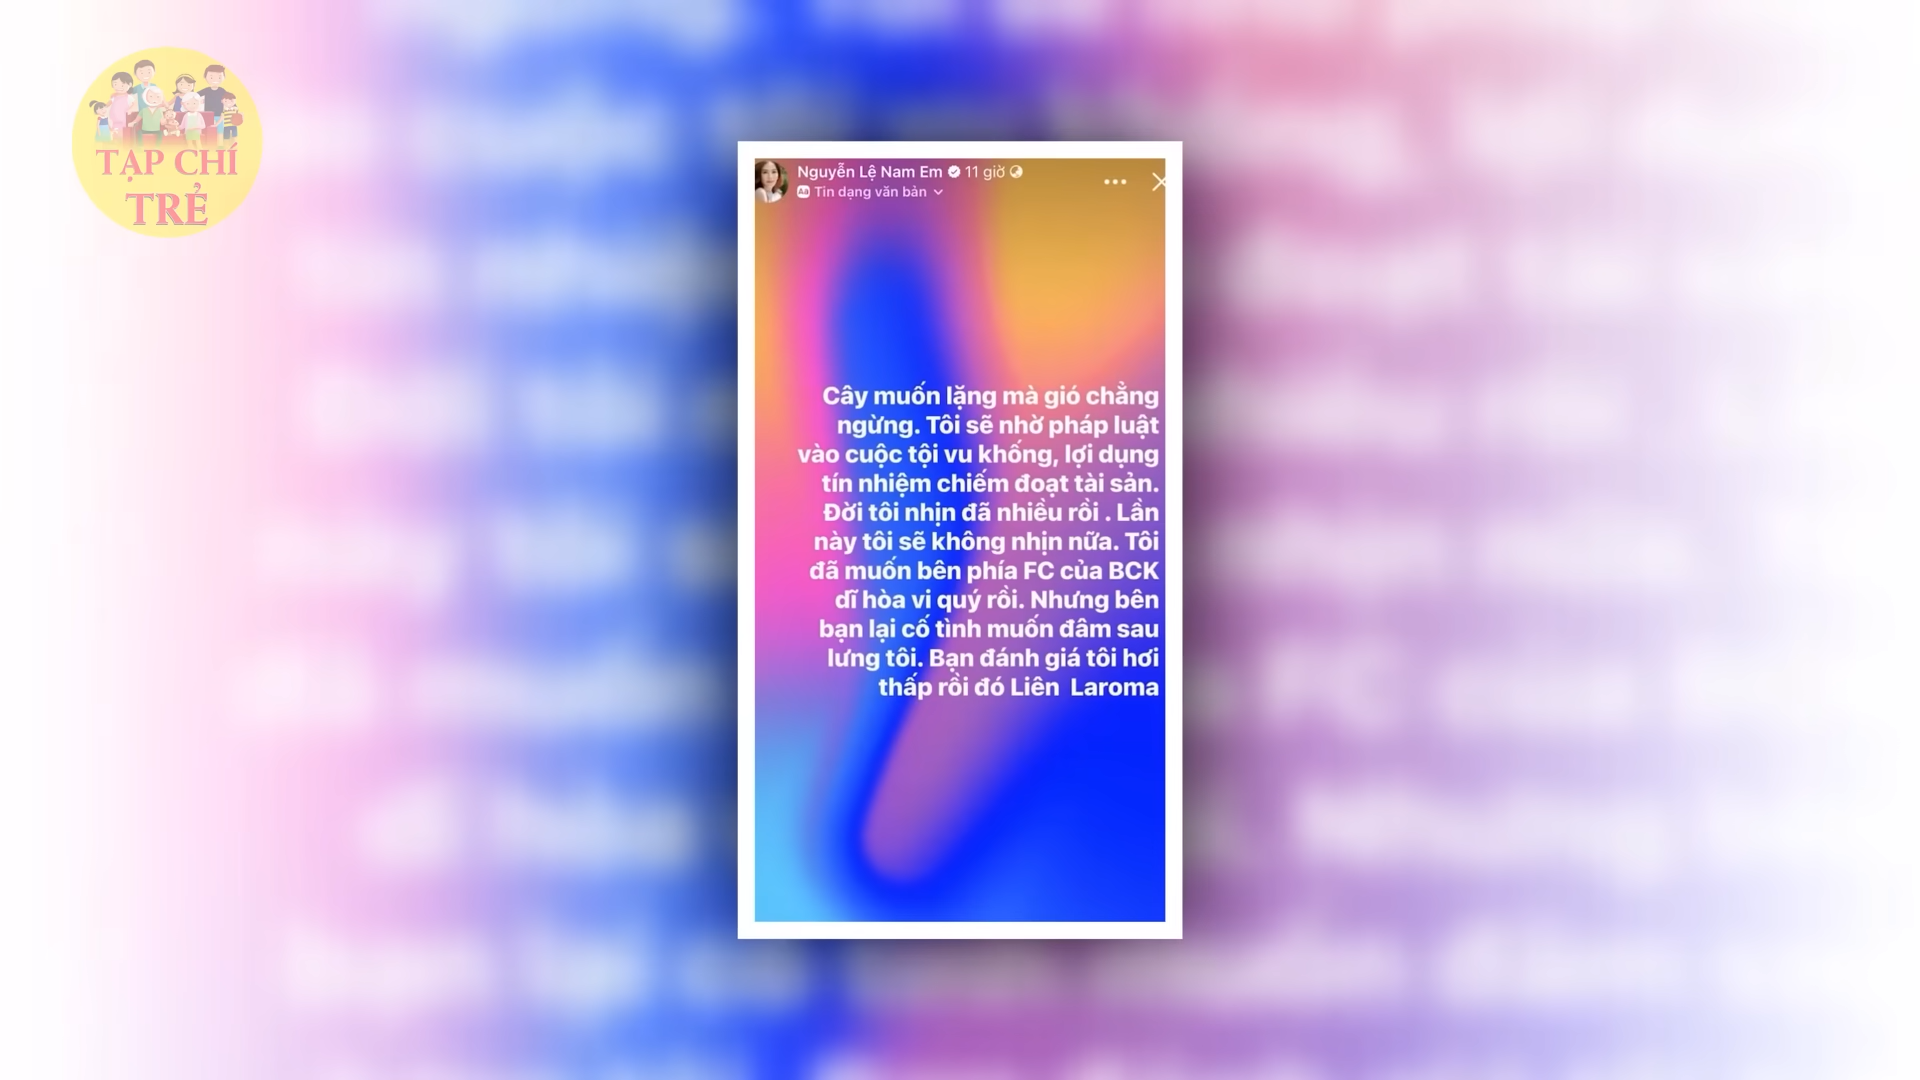 TẠP CHÍ
TRẺ
Nguyễn Lệ Nam Em 11 giờ
Aa Tin dạng văn bản
Cây muốn lặng mà gió chẳng
ngừng. Tôi sẽ nhờ pháp luật
vào cuộc tội vu khống, lợi dụng
tín nhiệm chiếm đoạt tài sản.
Đời tôi nhịn đã nhiều rồi . Lần
này tôi sẽ không nhịn nữa. Tôi
đã muốn bên phía FC của BCK
dĩ hòa vi quý rồi. Nhưng bên
bạn lại cố tình muốn đâm sau
lưng tôi. Bạn đánh giá tôi hơi
thấp rồi đó Liên Laroma